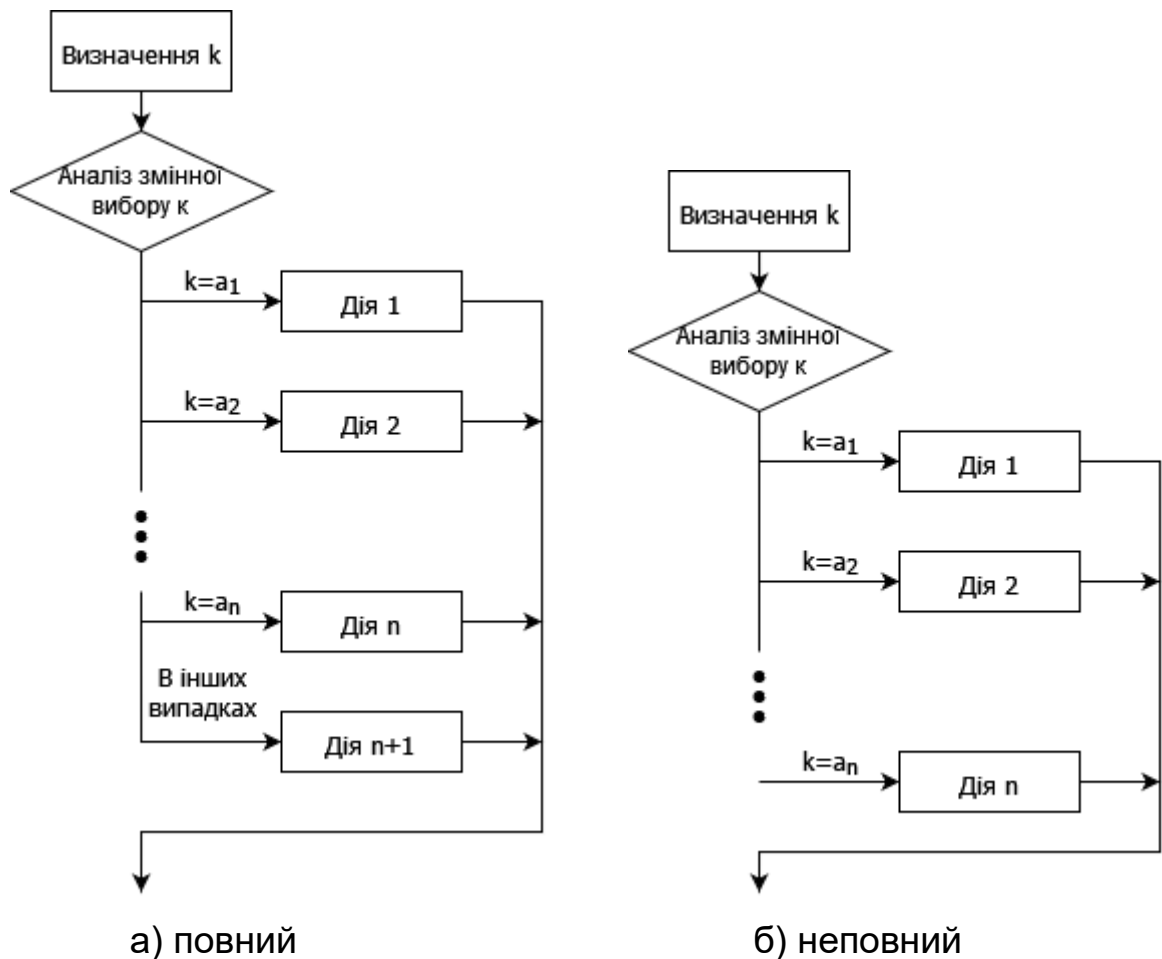 Визначення k
Аналіз змінної
вибору к
k=a1
Дія 1
k=a2
Дія 2
k=an
Дія n
В інших
випадках
Дія n+1
а) повний
Визначення k
Аналіз змінної
вибору к
k=a1
Дія 1
k=a2
Дія 2
k=an
Дія n
б) неповний